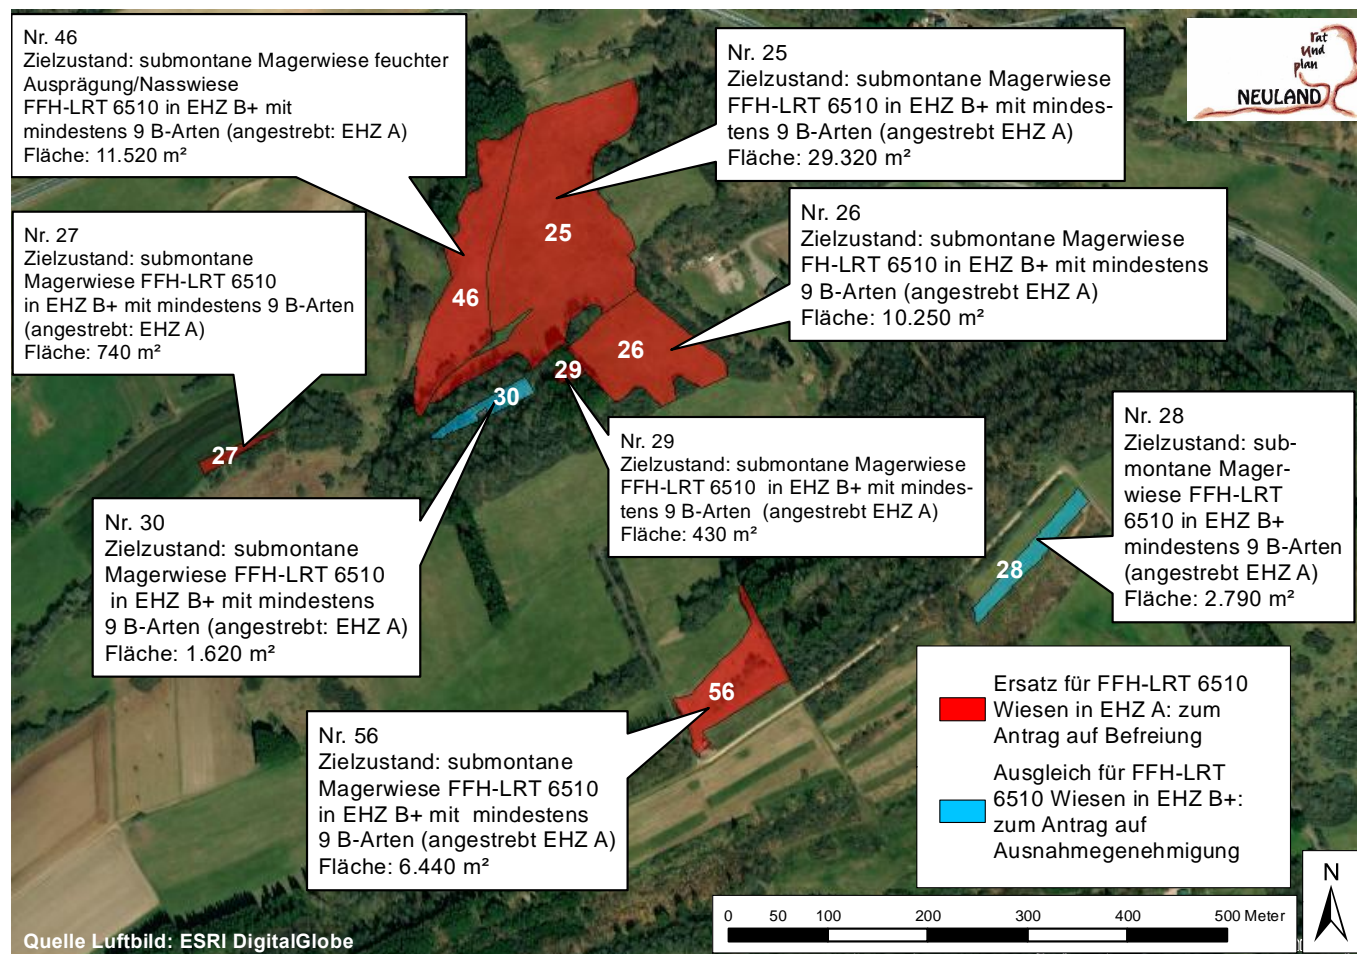 Nr. 46
Zielzustand: submontane Magerwiese feuchter
Ausprägung/Nasswiese
FFH-LRT 6510 in EHZ B+ mit
mindestens 9 B-Arten (angestrebt: EHZ A)
Fläche: 11.520 m²
Nr. 25
Zielzustand: submontane Magerwiese
FFH-LRT 6510 in EHZ B+ mit mindes-
tens 9 B-Arten (angestrebt EHZ A)
Fläche: 29.320 m²
rat
und
plan
NEULAND
Nr. 27
Zielzustand: submontane
Magerwiese FFH-LRT 6510
in EHZ B+ mit mindestens 9 B-Arten
(angestrebt: EHZ A)
Fläche: 740 m²
Nr. 26
Zielzustand: submontane Magerwiese
FH-LRT 6510 in EHZ B+ mit mindestens
9 B-Arten (angestrebt EHZ A)
Fläche: 10.250 m²
25
46
26
29
30
27
28
56
Nr. 29
Zielzustand: submontane Magerwiese
FFH-LRT 6510 in EHZ B+ mit mindes-
tens 9 B-Arten (angestrebt EHZ A)
Fläche: 430 m²
Nr. 28
Zielzustand: sub-
montane Mager-
wiese FFH-LRT
6510 in EHZ B+
mindestens 9 B-Arten
(angestrebt EHZ A)
Fläche: 2.790 m²
Nr. 30
Zielzustand: submontane
Magerwiese FFH-LRT 6510
in EHZ B+ mit mindestens
9 B-Arten (angestrebt: EHZ A)
Fläche: 1.620 m²
Nr. 56
Zielzustand: submontane
Magerwiese FFH-LRT 6510
in EHZ B+ mit mindestens
9 B-Arten (angestrebt EHZ A)
Fläche: 6.440 m²
Ersatz für FFH-LRT 6510
Wiesen in EHZ A: zum
Antrag auf Befreiung
Ausgleich für FFH-LRT
6510 Wiesen in EHZ B+:
zum Antrag auf
Ausnahmegenehmigung
0 50 100 200 300 400 500 Meter
N
Quelle Luftbild: ESRI DigitalGlobe